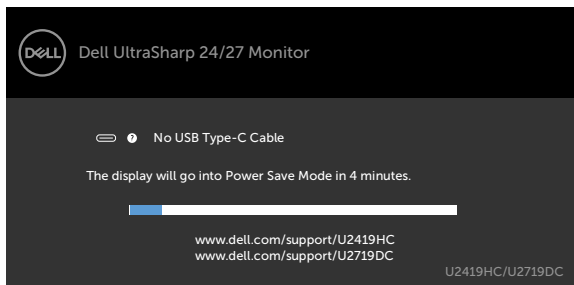 DELL
Dell UltraSharp 24/27 Monitor
? No USB Type-C Cable
The display will go into Power Save Mode in 4 minutes.
www.dell.com/support/U2419HC
www.dell.com/support/U2719DC
U2419HC/U2719DC